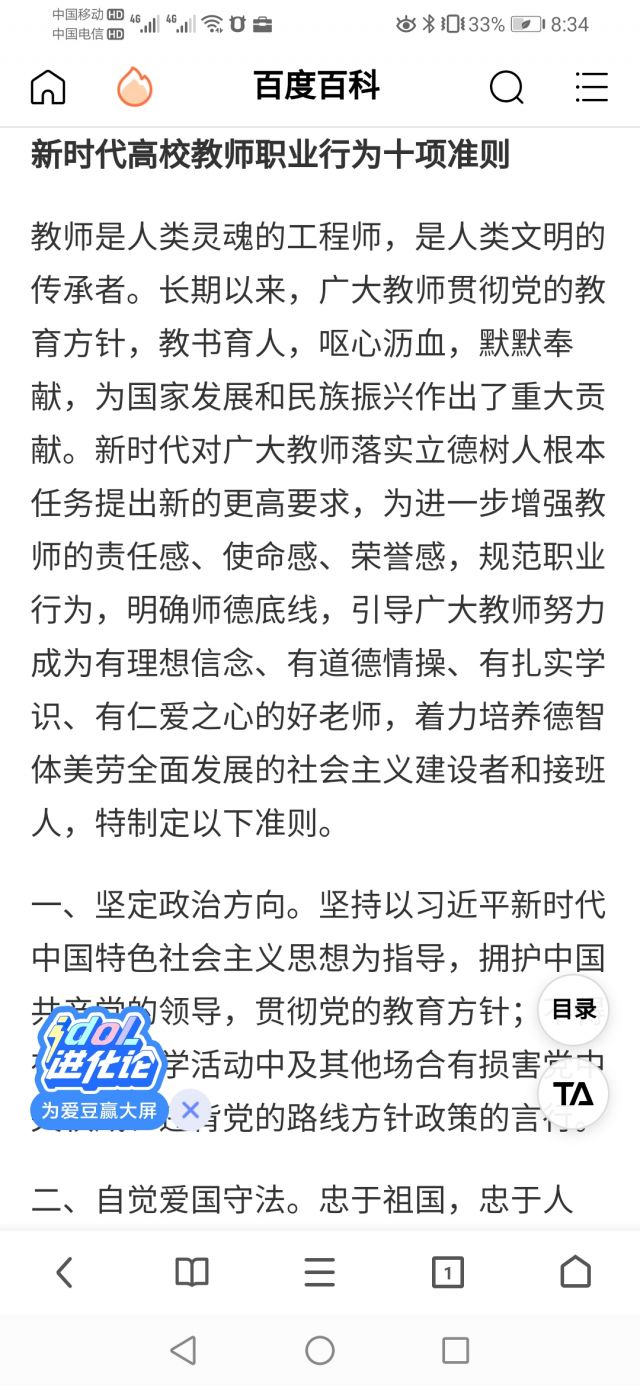 中国移动 HD 4G 4G 33% 8:34
中国电信 HD
百度百科
新时代高校教师职业行为十项准则
教师是人类灵魂的工程师，是人类文明的
传承者。长期以来，广大教师贯彻党的教
育方针，教书育人，呕心沥血，默默奉
献，为国家发展和民族振兴作出了重大贡
献。新时代对广大教师落实立德树人根本
任务提出新的更高要求，为进一步增强教
师的责任感、使命感、荣誉感，规范职业
行为，明确师德底线，引导广大教师努力
成为有理想信念、有道德情操、有扎实学
识、有仁爱之心的好老师，着力培养德智
体美劳全面发展的社会主义建设者和接班
人，特制定以下准则。
一、坚定政治方向。坚持以习近平新时代
中国特色社会主义思想为指导，拥护中国
共产党的领导，贯彻党的教育方针；
目录
学活动中及其他场合有损害党中
背党的路线方针政策的言行。
TA
idol
进化论
为爱豆赢大屏
二、自觉爱国守法。忠于祖国，忠于人
1